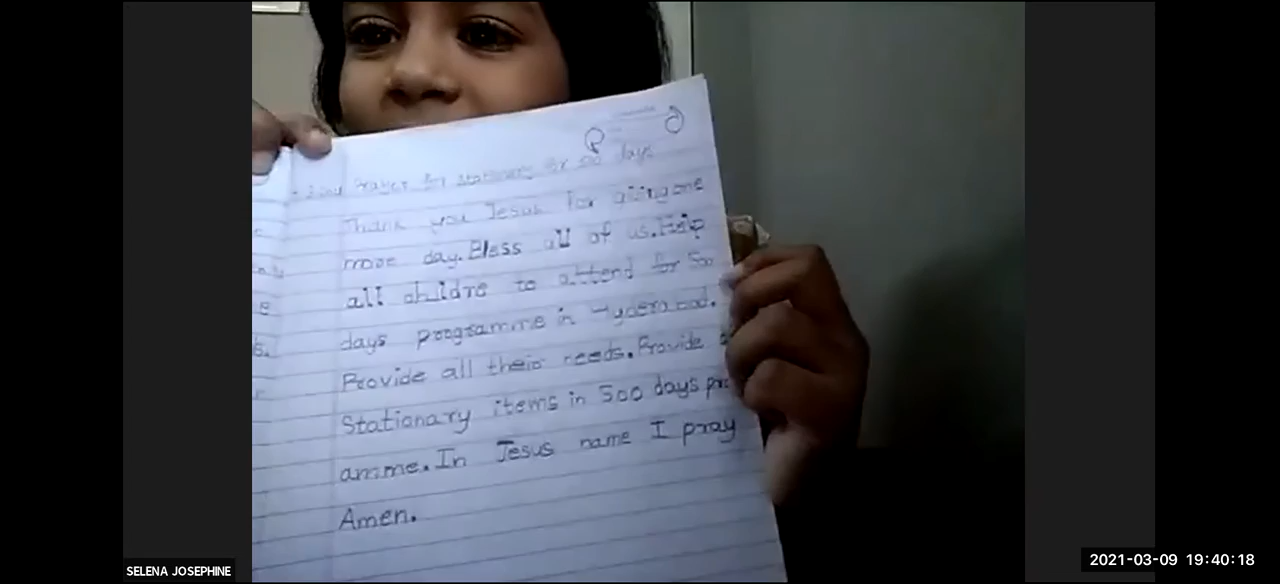 Prayer for stationary for 500 days
Thank you Jesus for giving one
more day. Bless all of us. Help
all childre to attend for 500
days programme in Hyderabad.
Provide all their needs. Provide
Stationary items in 500 days pro
amme. In Jesus name I pray
Amen.
SELENA JOSEPHINE
2021-03-09 19:40:18